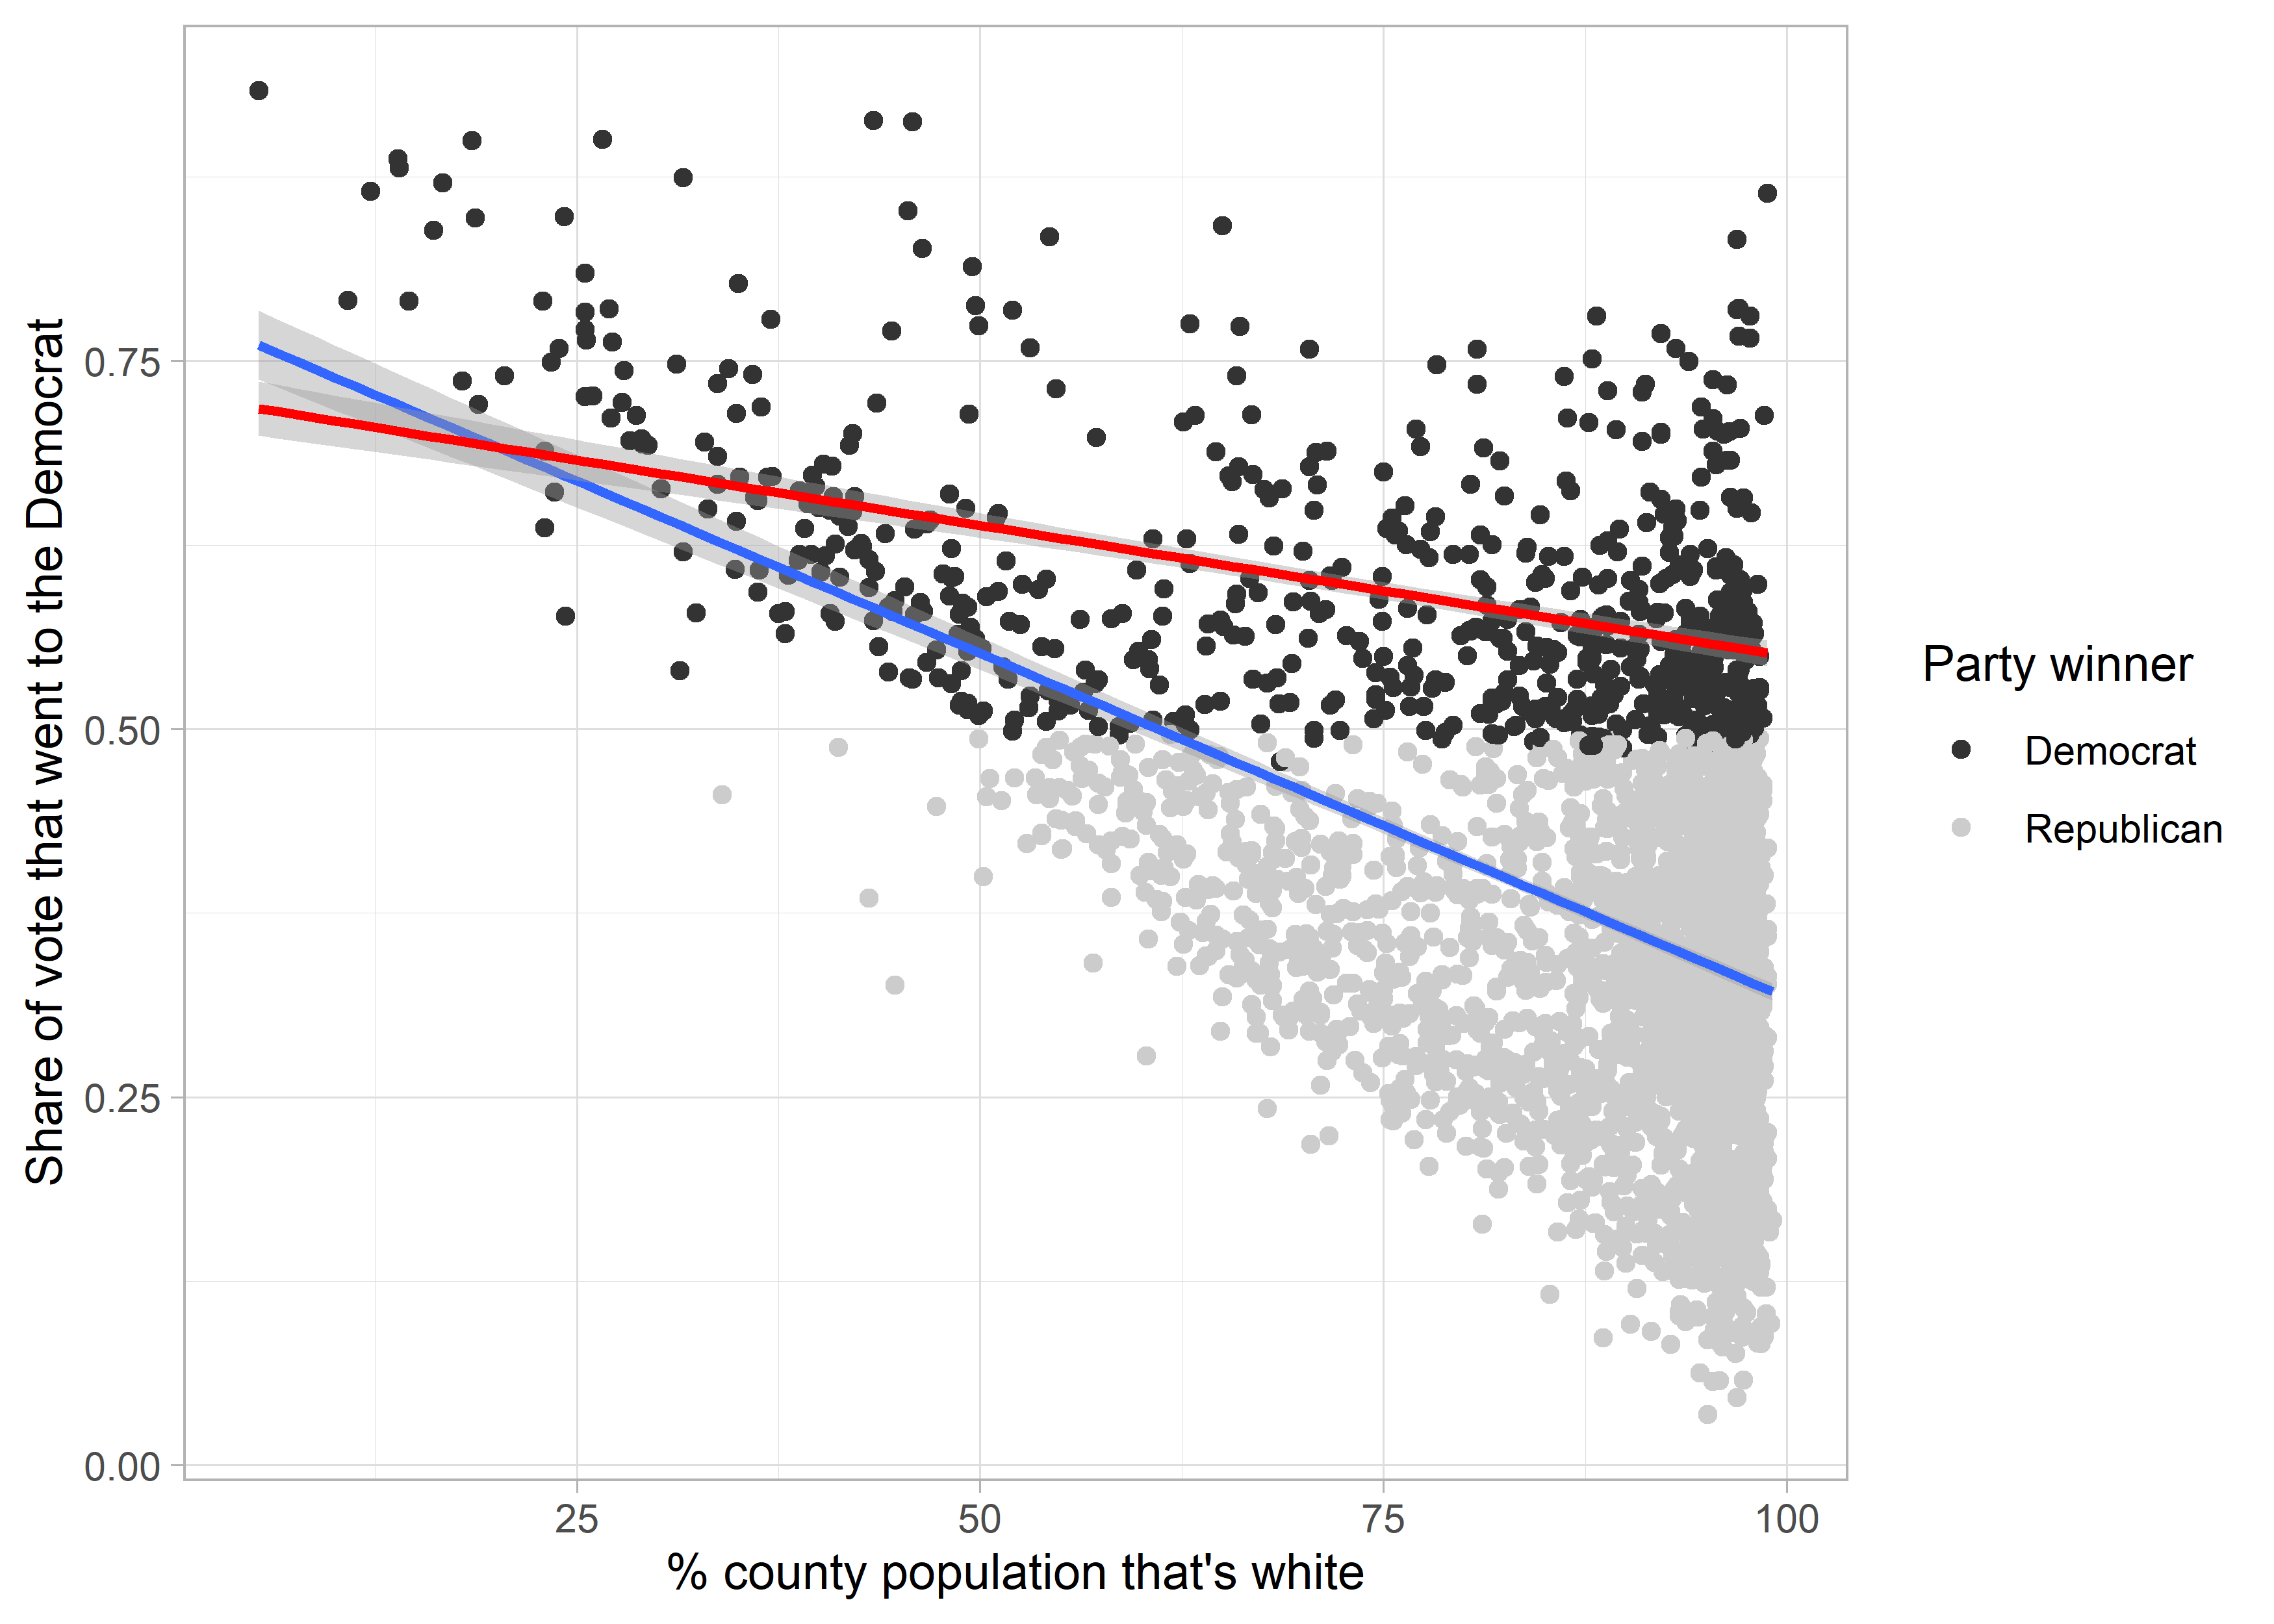 Share of vote that went to the Democrat
0.75
0.50
0.25
0.00
25
50
75
100
% county population that's white
Party winner
Democrat
Republican